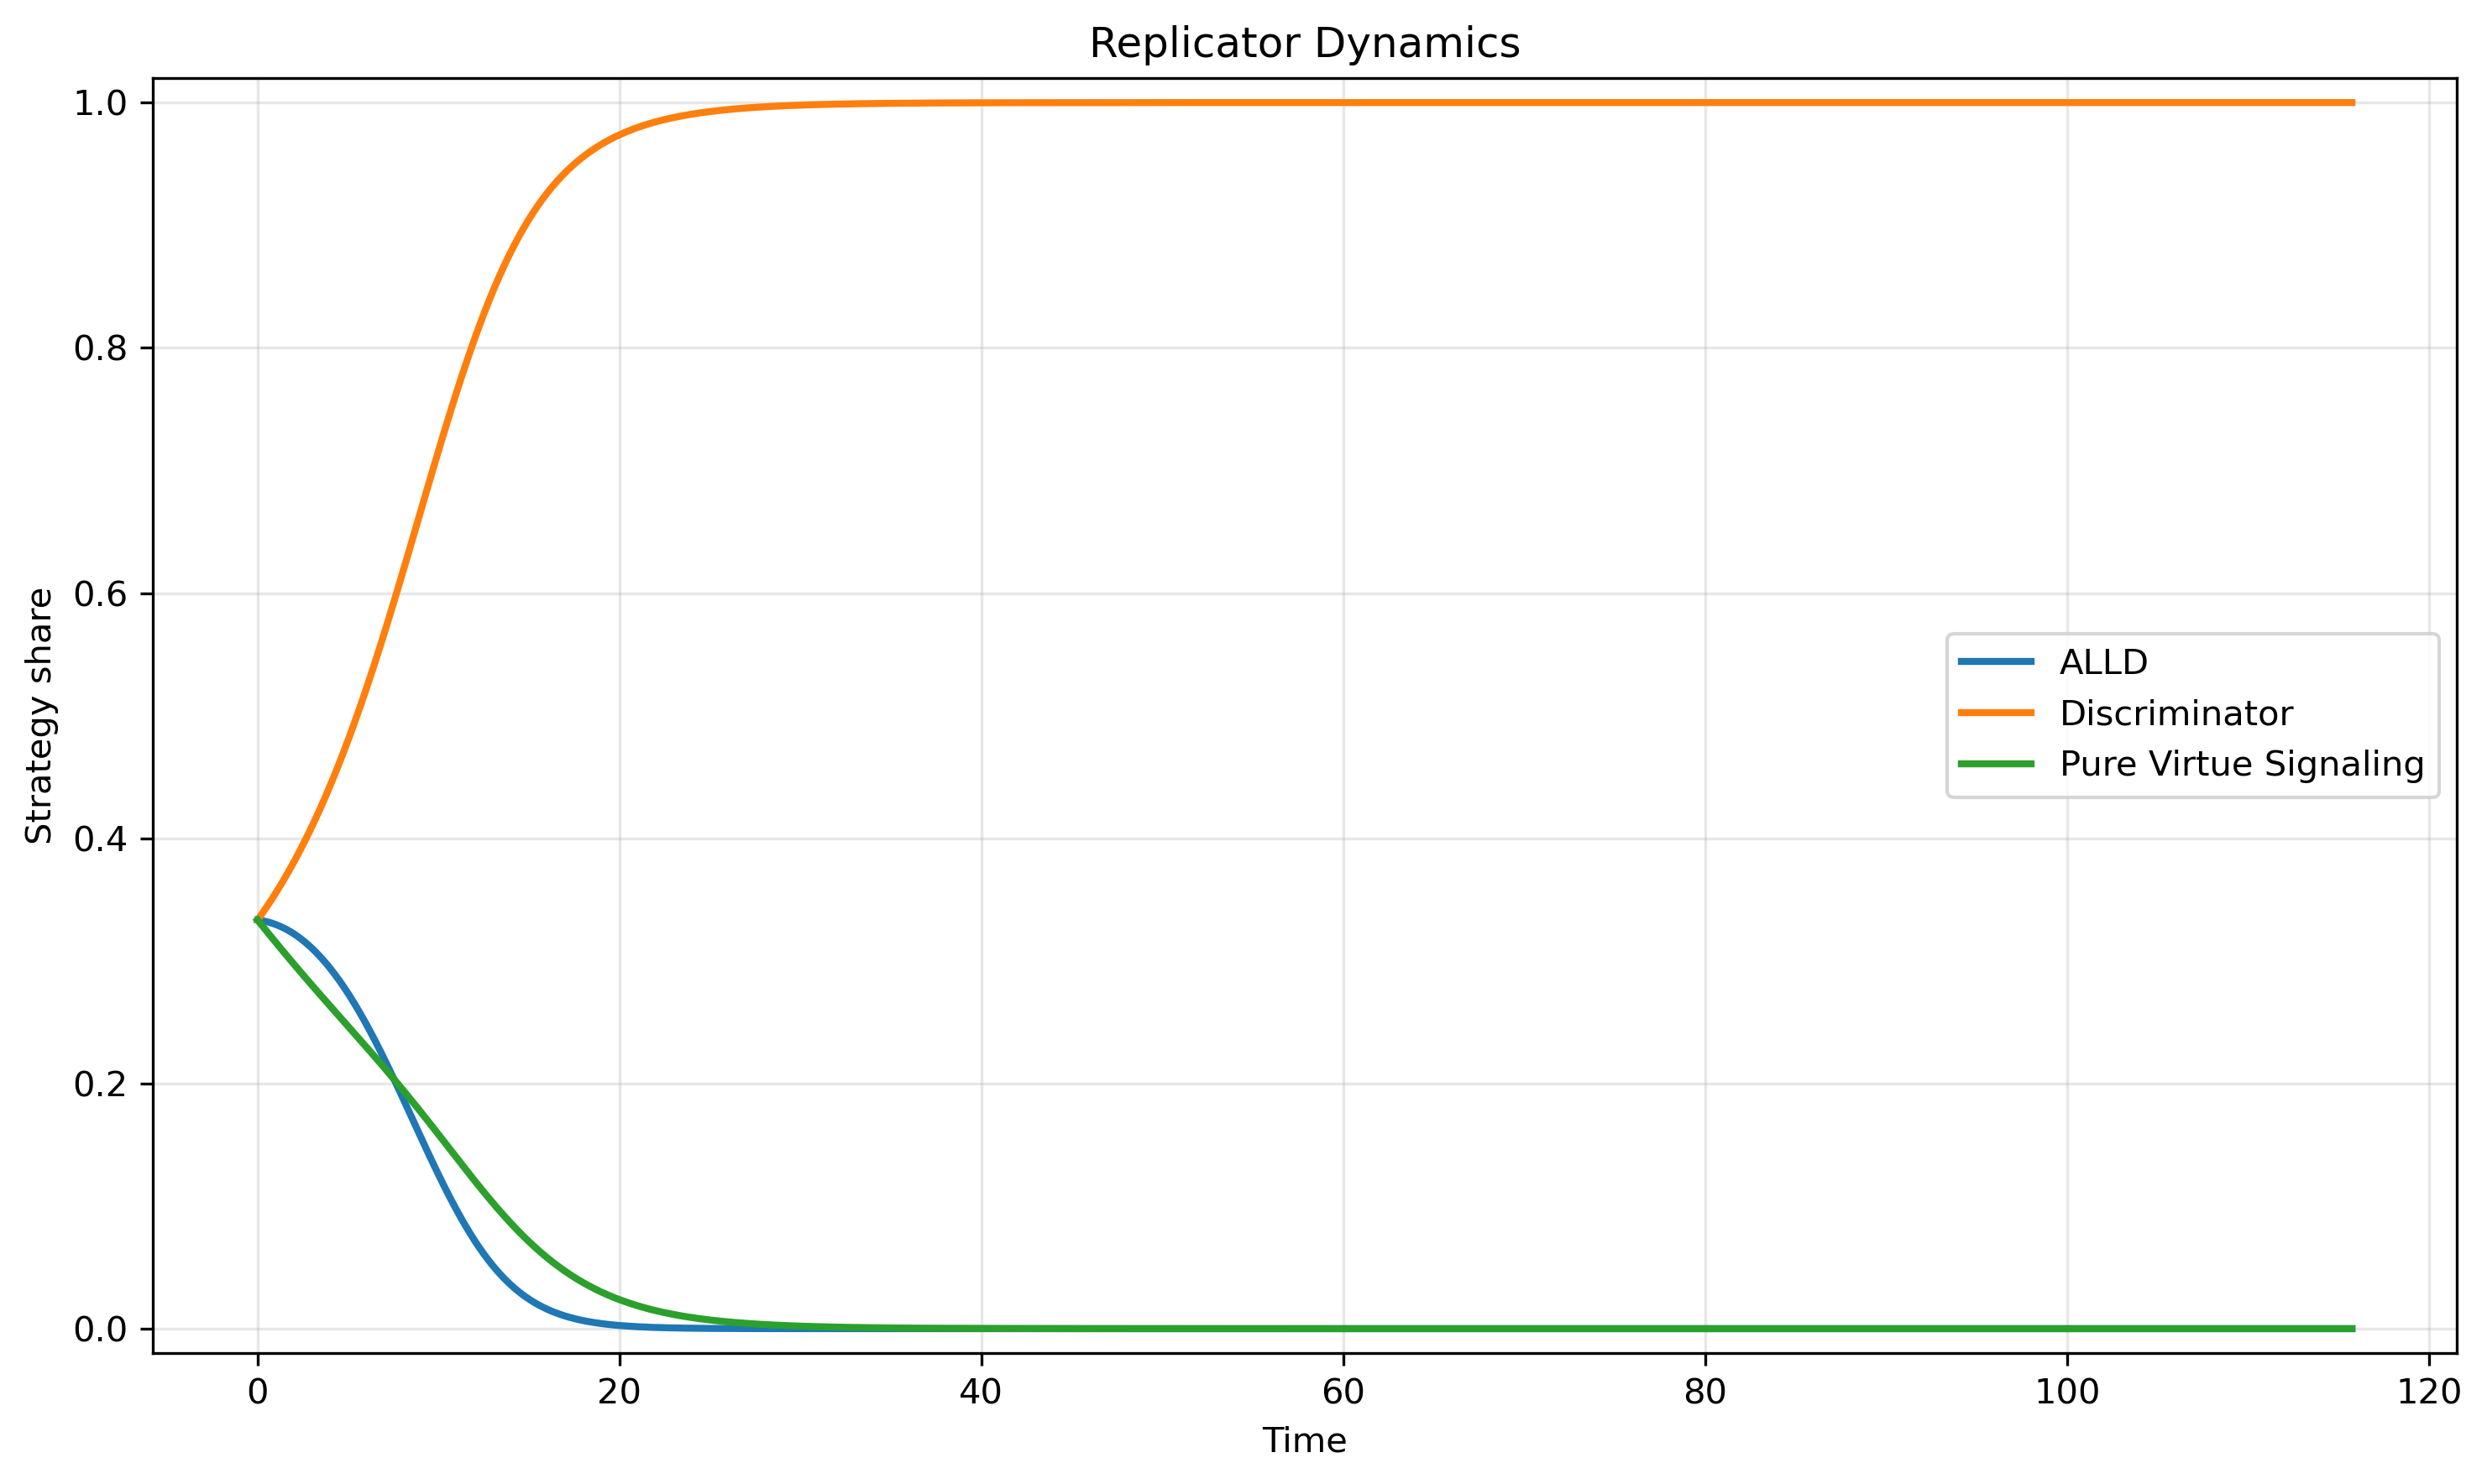 Replicator Dynamics
1.0
0.8
0.6
0.4
0.2
0.0
Strategy share
ALLD
Discriminator
Pure Virtue Signaling
0 20 40 60 80 100 120
Time